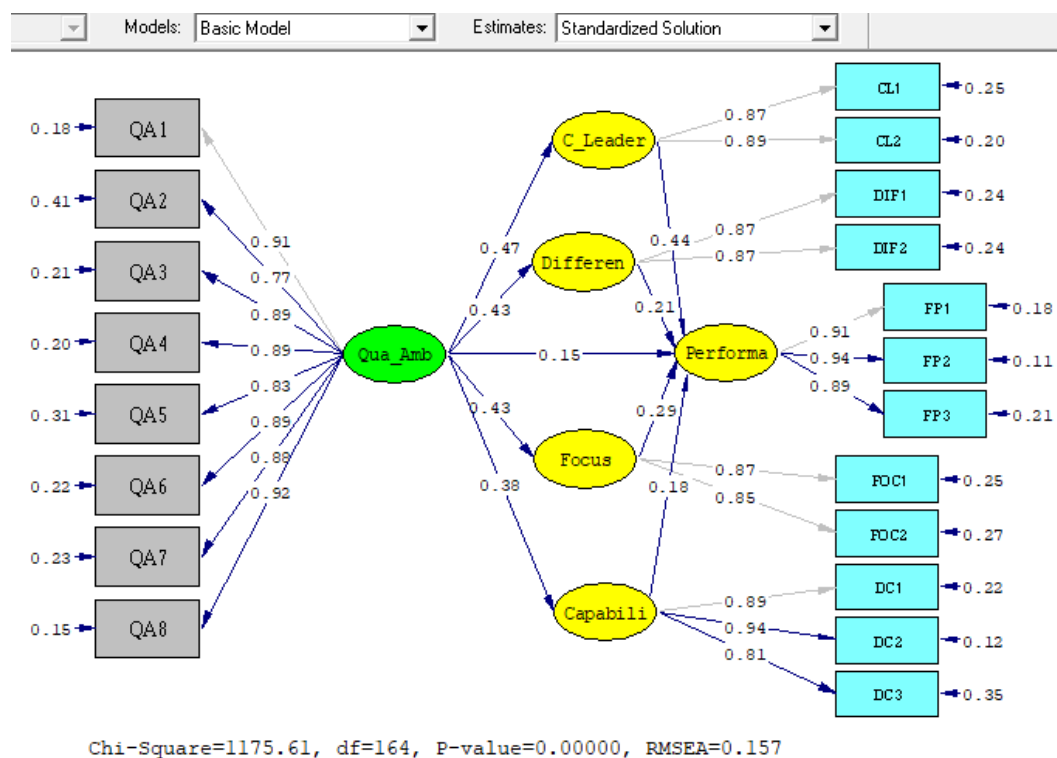 Models: Basic Model Estimates: Standardized Solution
0.18 QA1
0.41 QA2
0.21 QA3
0.20 QA4
0.31 QA5
0.22 QA6
0.23 QA7
0.15 QA8
0.91
0.77
0.89
0.89
0.83
0.89
0.88
0.92
Qua_Amb
0.47
0.43
0.15
0.43
0.38
C_Leader
Differen
Focus
Capabili
0.44
0.21
0.29
0.18
Performa
0.87
0.89
0.87
0.87
0.91
0.94
0.89
0.87
0.85
0.89
0.94
0.81
CL1 0.25
CL2 0.20
DIF1 0.24
DIF2 0.24
FP1 0.18
FP2 0.11
FP3 0.21
FOC1 0.25
FOC2 0.27
DC1 0.22
DC2 0.12
DC3 0.35
Chi-Square=1175.61, df=164, P-value=0.00000, RMSEA=0.157